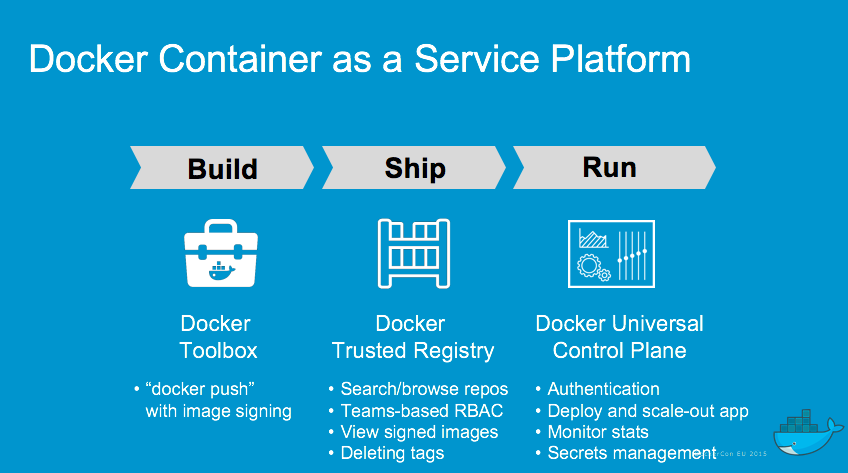 Docker Container as a Service Platform
Build
Ship
Run
Docker
Toolbox
• “docker push”
with image signing
Docker
Trusted Registry
• Search/browse repos
• Teams-based RBAC
• View signed images
• Deleting tags
Docker Universal
Control Plane
• Authentication
• Deploy and scale-out app
• Monitor stats
• Secrets management
EU 2015